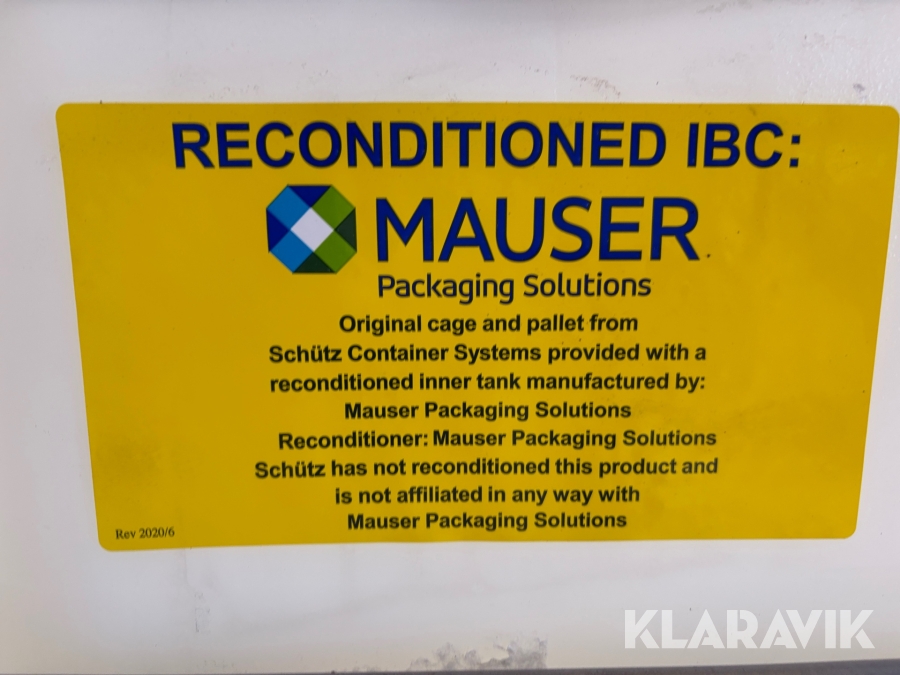 RECONDITIONED IBC:
MAUSER
Packaging Solutions
Original cage and pallet from
Schütz Container Systems provided with a
reconditioned inner tank manufactured by:
Mauser Packaging Solutions
Reconditioner: Mauser Packaging Solutions
Schütz has not reconditioned this product and
is not affiliated in any way with
Mauser Packaging Solutions
Rev 2020/6
KLARAVIK